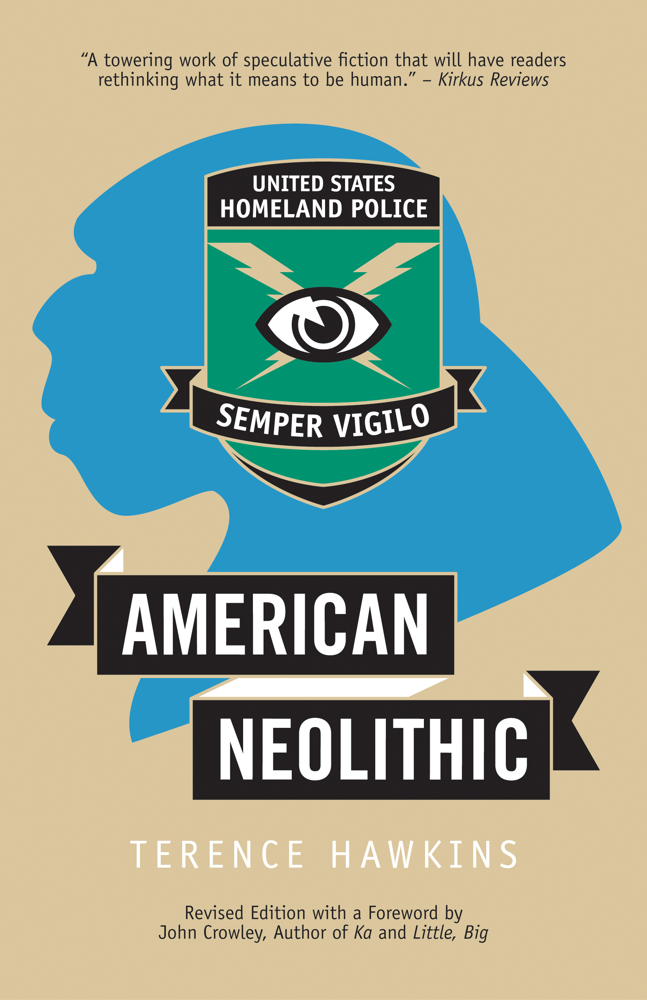 “A towering work of speculative fiction that will have readers
rethinking what it means to be human.” – Kirkus Reviews
UNITED STATES
HOMELAND POLICE
SEMPER VIGILO
AMERICAN
NEOLITHIC
TERENCE HAWKINS
Revised Edition with a Foreword by
John Crowley, Author of Ka and Little, Big